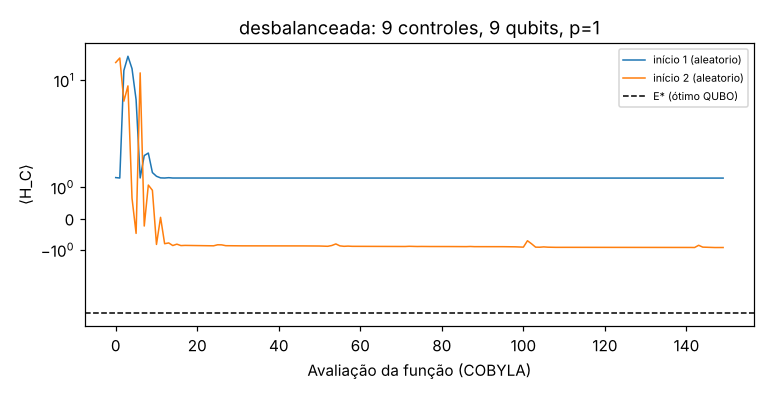 desbalanceada: 9 controles, 9 qubits, p=1
início 1 (aleatorio)
início 2 (aleatorio)
E* (ótimo QUBO)
⟨H_C⟩
10¹
10⁰
0
−10⁰
0 20 40 60 80 100 120 140
Avaliação da função (COBYLA)